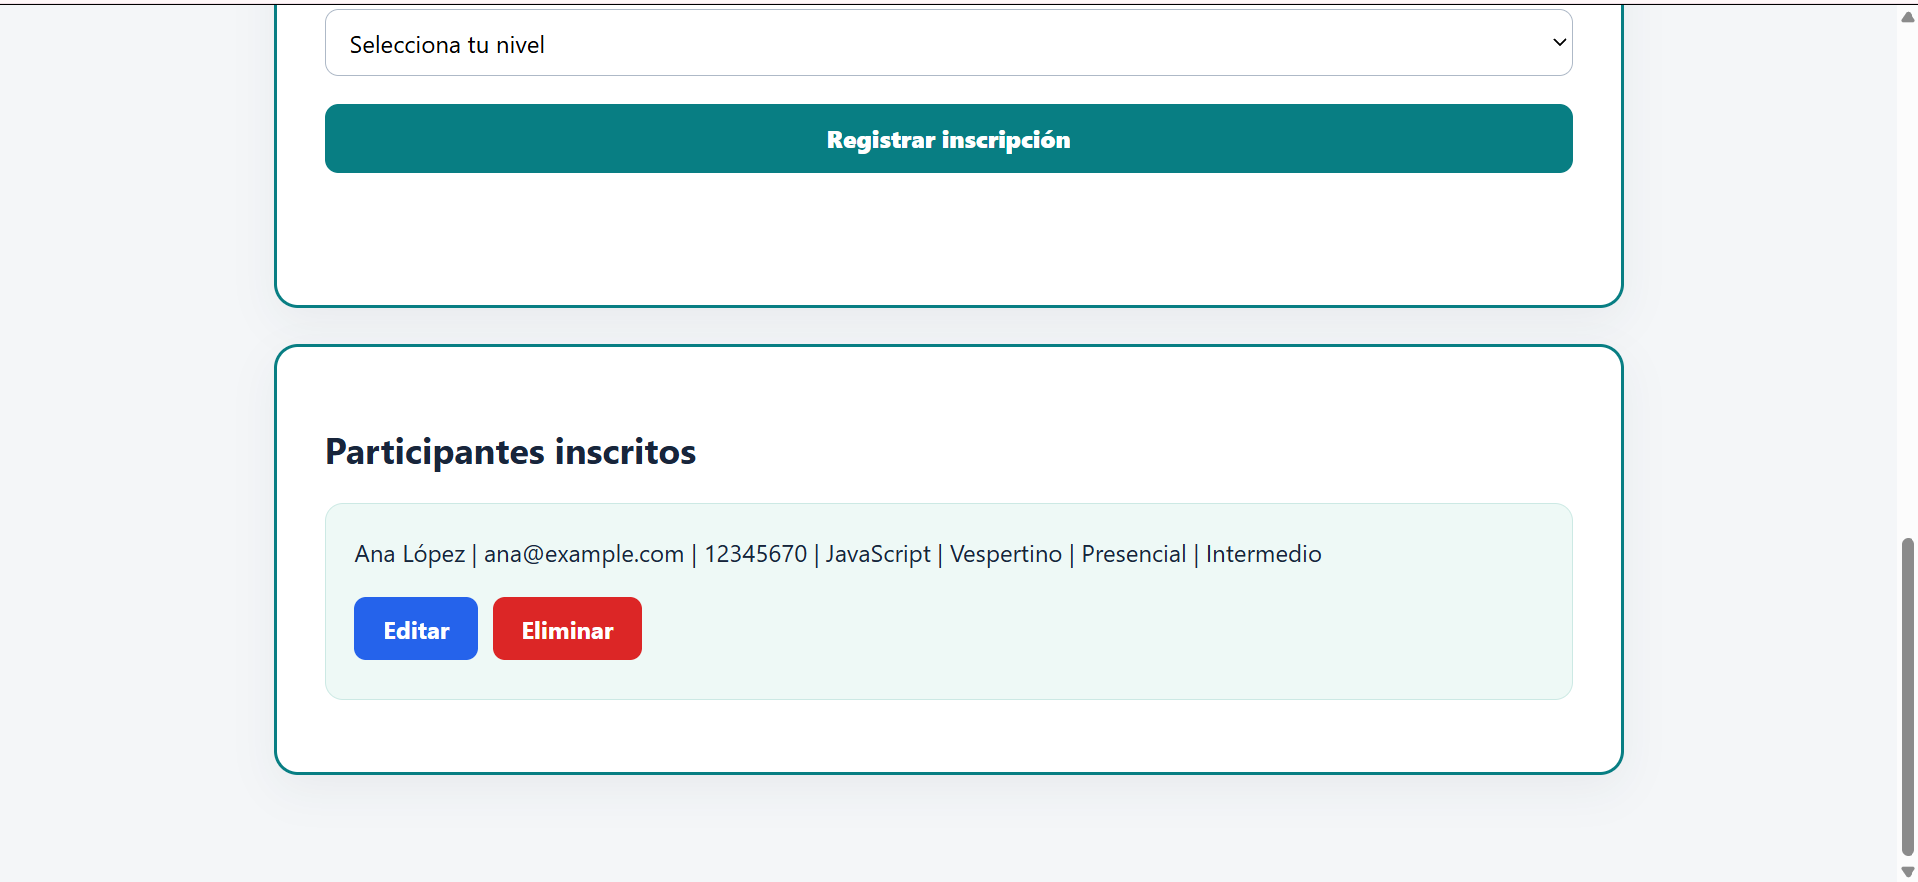 Selecciona tu nivel
Registrar inscripción
Participantes inscritos
Ana López | ana@example.com | 12345670 | JavaScript | Vespertino | Presencial | Intermedio
Editar
Eliminar